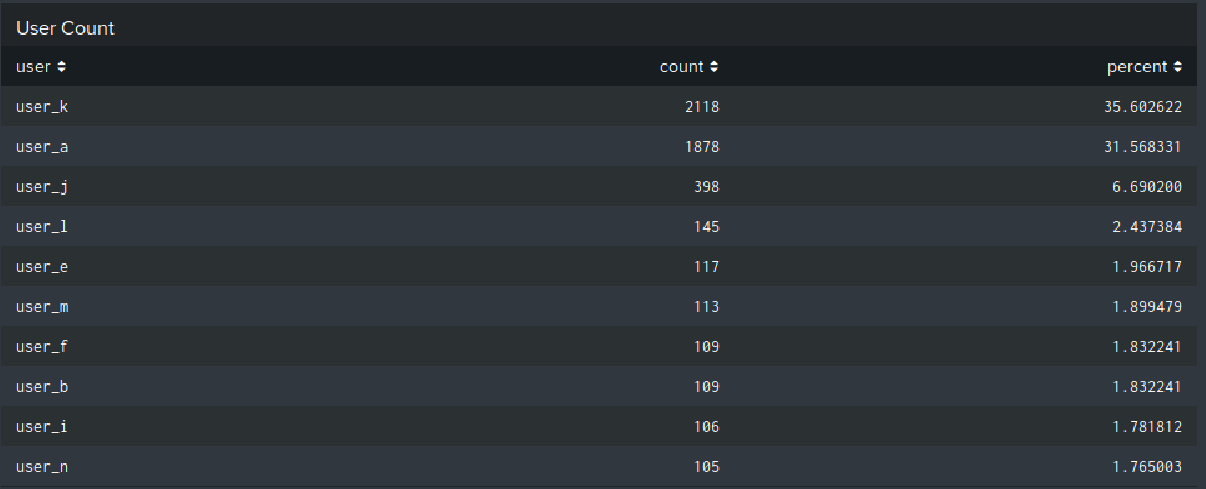 User Count
user count percent
user_k 2118 35.602622
user_a 1878 31.568331
user_j 398 6.690200
user_l 145 2.437384
user_e 117 1.966717
user_m 113 1.899479
user_f 109 1.832241
user_b 109 1.832241
user_i 106 1.781812
user_n 105 1.765003